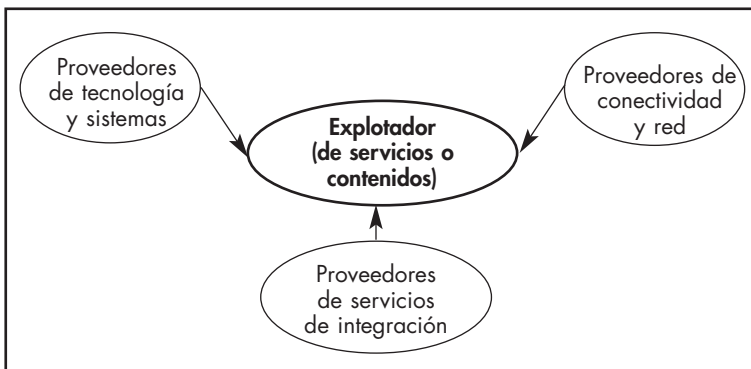 Proveedores
de tecnología
y sistemas
Proveedores de
conectividad
y red
Explotador
(de servicios o
contenidos)
Proveedores
de servicios
de integración